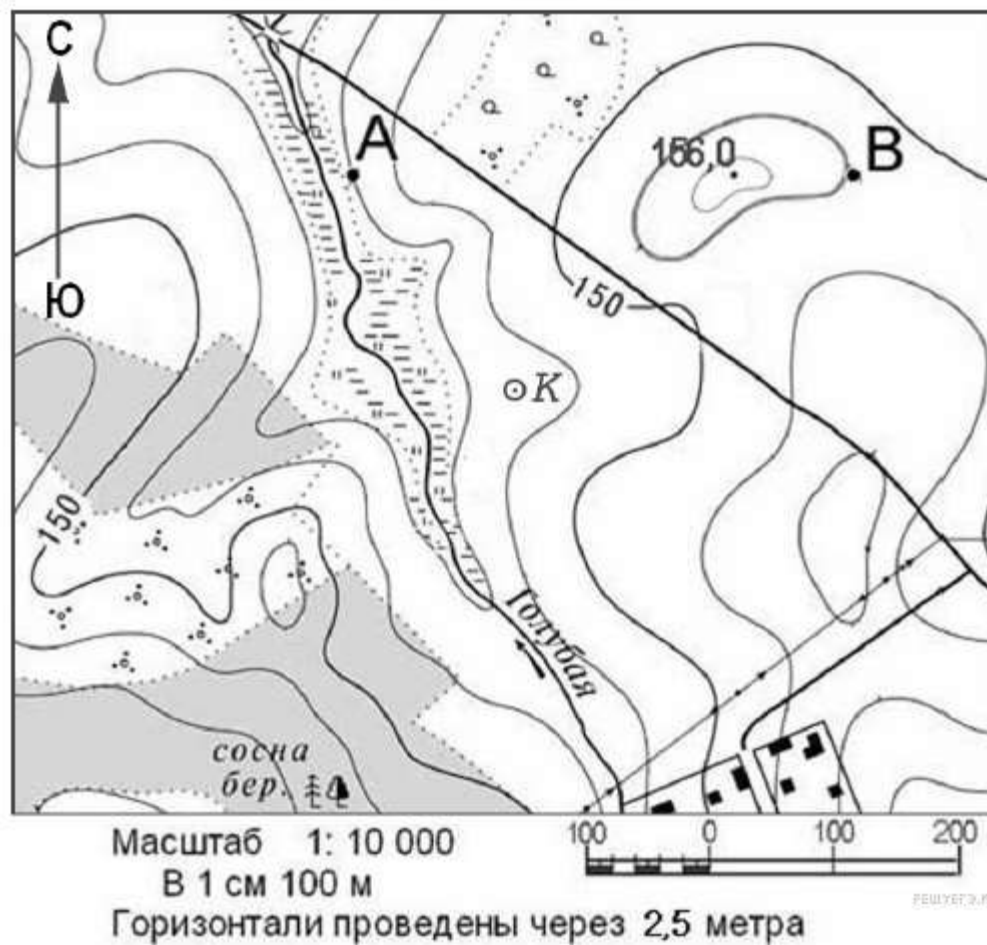 С
А
156,0
В
Ю
150
К
150
Голубая
сосна
бер.
Масштаб 1: 10 000
В 1 см 100 м
Горизонтали проведены через 2,5 метра
100 0 100 200